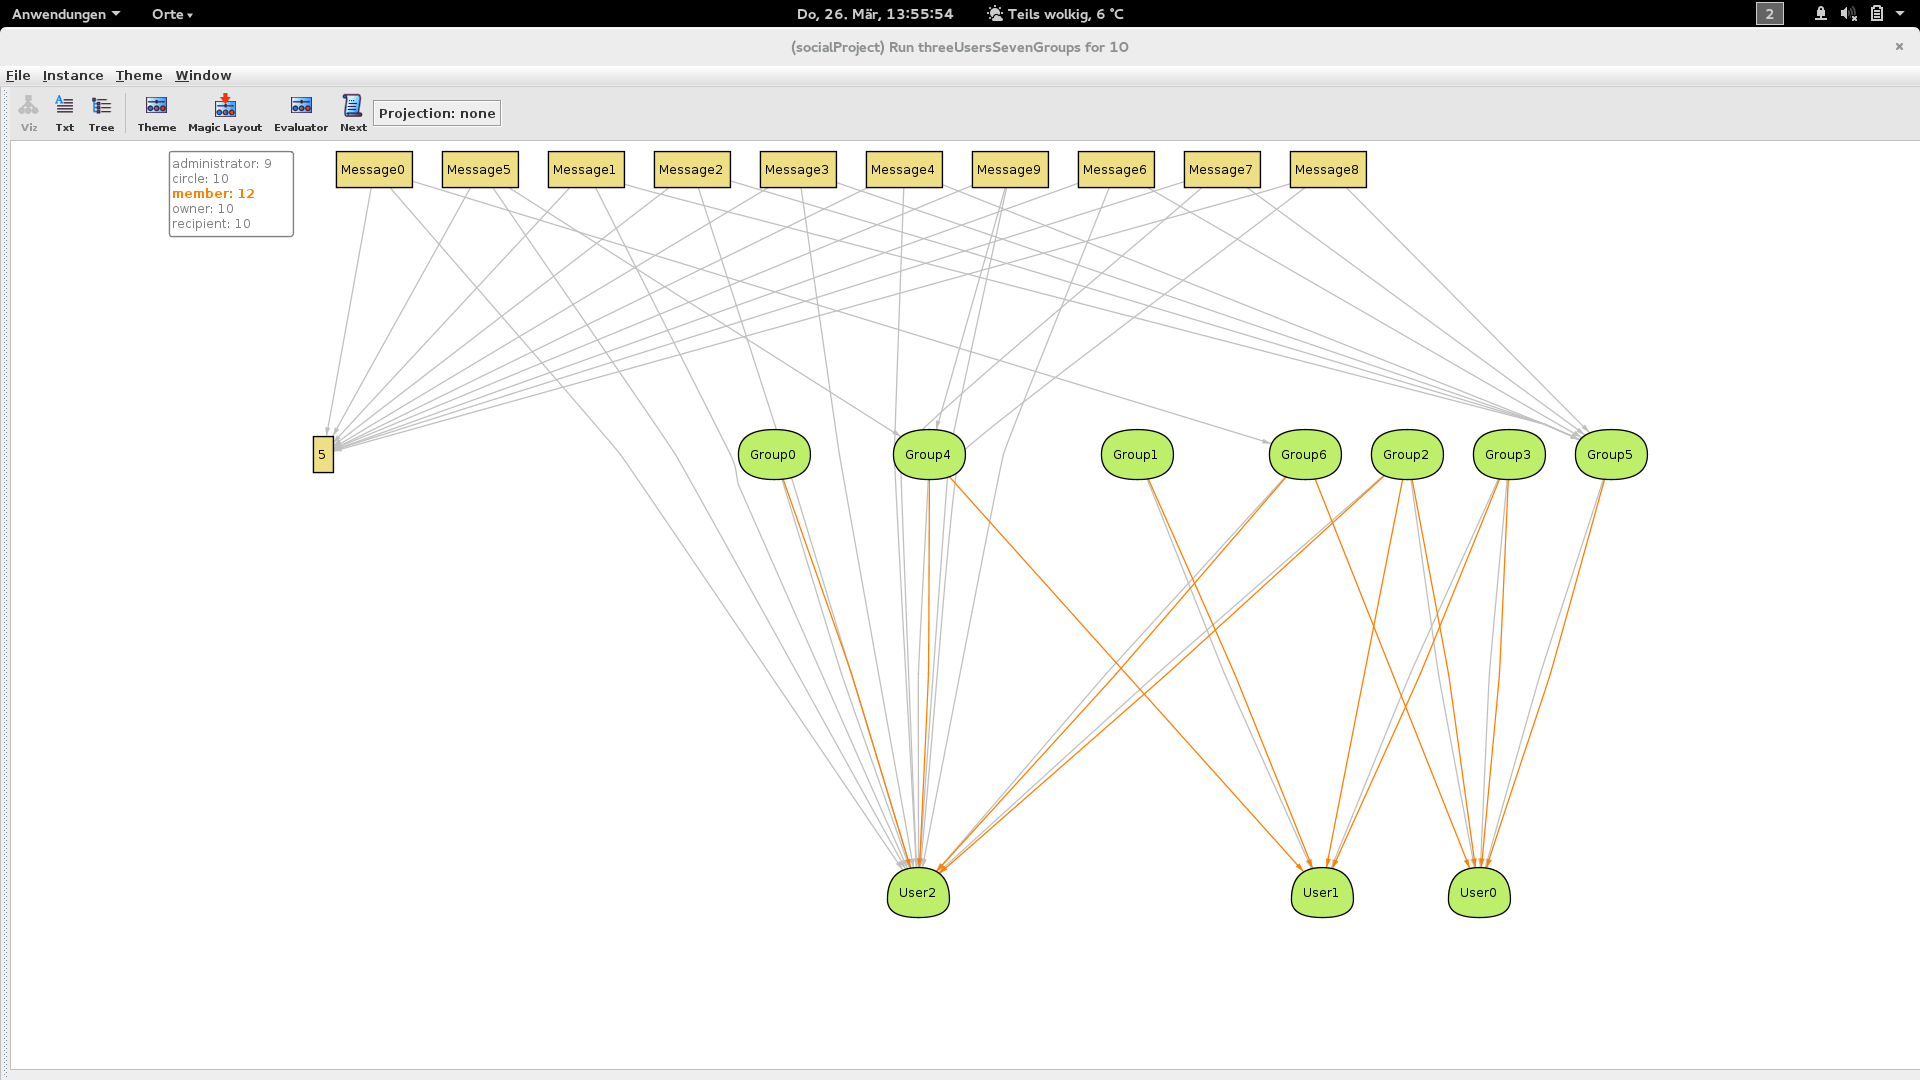 Anwendungen Orte Do, 26. Mär, 13:55:54 Teils wolkig, 6 °C 2
(socialProject) Run threeUsersSevenGroups for 10
File Instance Theme Window
Viz Txt Tree Theme Magic Layout Evaluator Next Projection: none
administrator: 9
circle: 10
member: 12
owner: 10
recipient: 10
Message0 Message5 Message1 Message2 Message3 Message4 Message9 Message6 Message7 Message8
5 Group0 Group4 Group1 Group6 Group2 Group3 Group5
User2 User1 User0